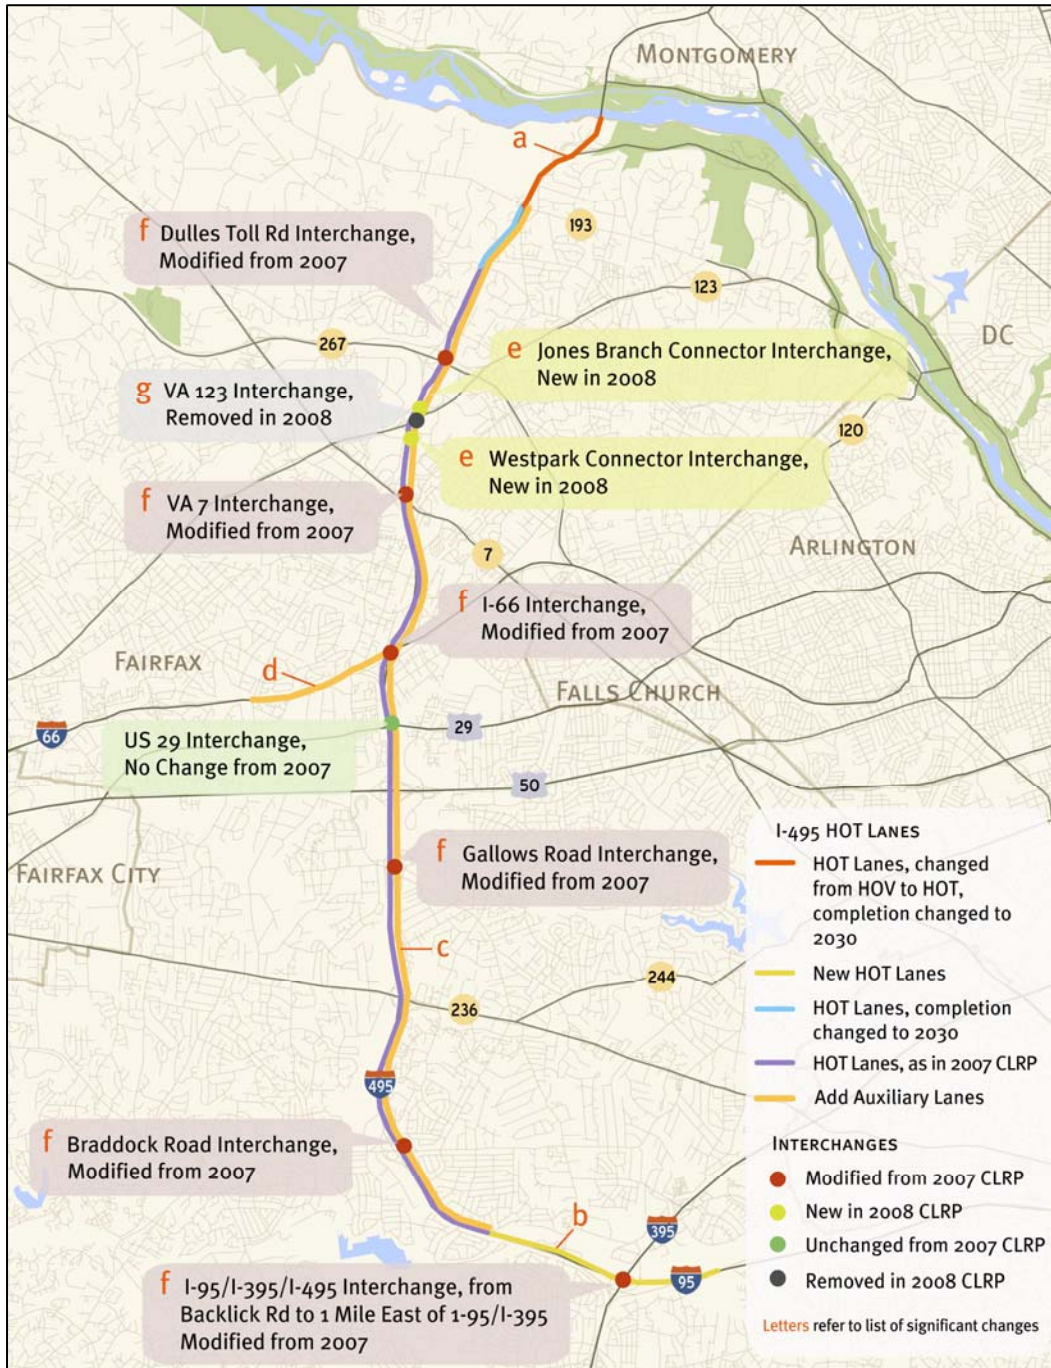 MONTGOMERY
a
193
f Dulles Toll Rd Interchange,
Modified from 2007
123
DC
267
e Jones Branch Connector Interchange,
New in 2008
g VA 123 Interchange,
Removed in 2008
120
e Westpark Connector Interchange,
New in 2008
f VA 7 Interchange,
Modified from 2007
7
ARLINGTON
f I-66 Interchange,
Modified from 2007
FAIRFAX
d
FALLS CHURCH
66
29
US 29 Interchange,
No Change from 2007
50
f Gallows Road Interchange,
Modified from 2007
FAIRFAX CITY
c
244
236
495
f Braddock Road Interchange,
Modified from 2007
b
395
95
f I-95/I-395/I-495 Interchange, from
Backlick Rd to 1 Mile East of 1-95/I-395
Modified from 2007
I-495 HOT LANES
HOT Lanes, changed
from HOV to HOT,
completion changed to
2030
New HOT Lanes
HOT Lanes, completion
changed to 2030
HOT Lanes, as in 2007 CLRP
Add Auxiliary Lanes
INTERCHANGES
Modified from 2007 CLRP
New in 2008 CLRP
Unchanged from 2007 CLRP
Removed in 2008 CLRP
Letters refer to list of significant changes